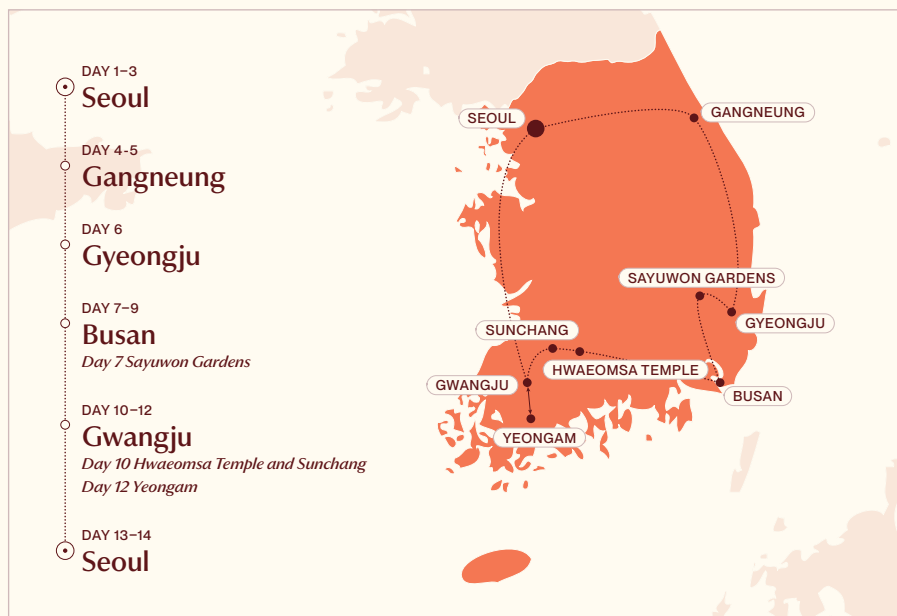 DAY 1–3
Seoul
DAY 4-5
Gangneung
DAY 6
Gyeongju
DAY 7–9
Busan
Day 7 Sayuwon Gardens
DAY 10–12
Gwangju
Day 10 Hwaeomsa Temple and Sunchang
Day 12 Yeongam
DAY 13–14
Seoul
SEOUL
GANGNEUNG
SAYUWON GARDENS
GYEONGJU
SUNCHANG
HWAEOMSA TEMPLE
GWANGJU
BUSAN
YEONGAM